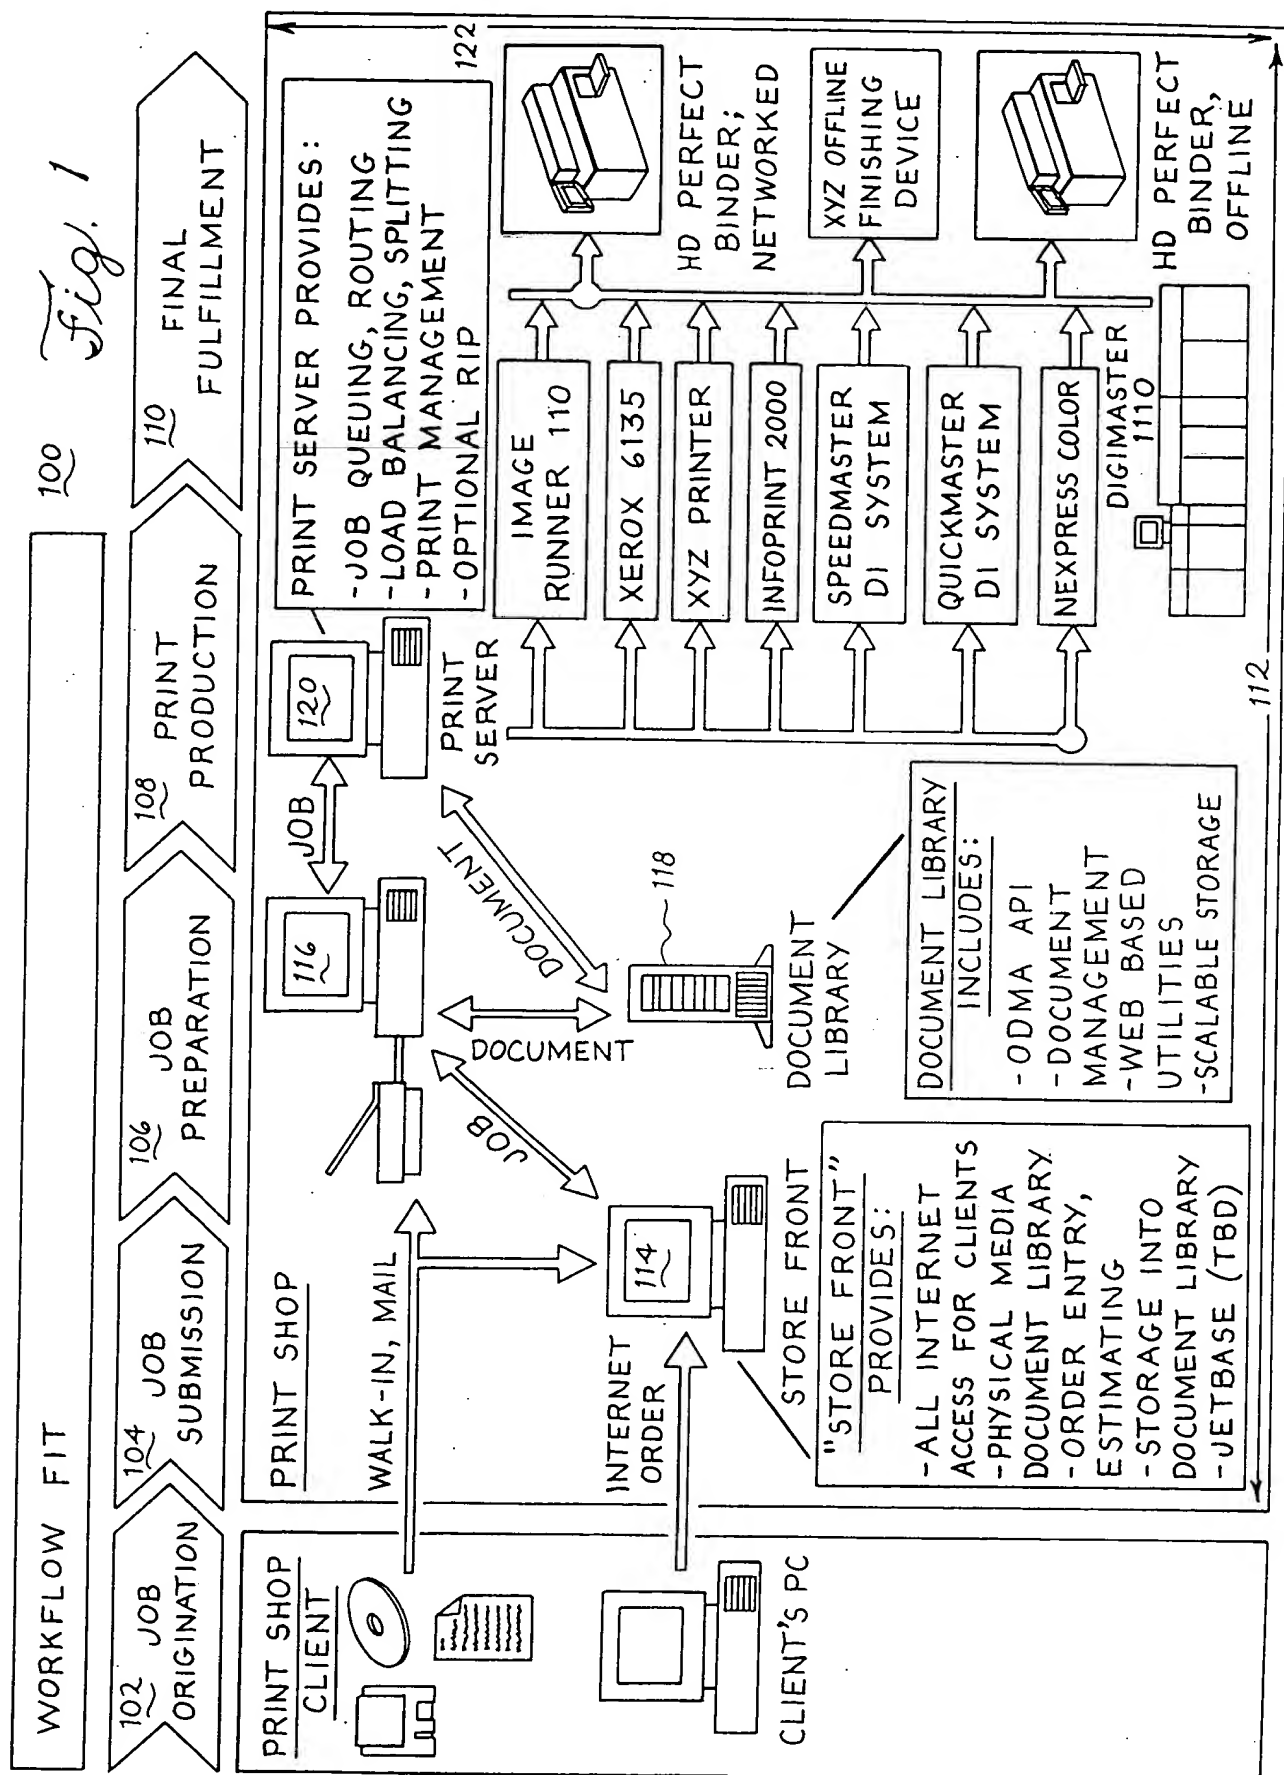 WORKFLOW FIT
100
Fig. 1
102
JOB
ORIGINATION
104
JOB
SUBMISSION
106
JOB
PREPARATION
108
PRINT
PRODUCTION
110
FINAL
FULFILLMENT
PRINT SHOP
CLIENT
CLIENT'S PC
PRINT SHOP
WALK-IN, MAIL
INTERNET
ORDER
114
STORE FRONT
"STORE FRONT"
PROVIDES:
-ALL INTERNET
ACCESS FOR CLIENTS
-PHYSICAL MEDIA
DOCUMENT LIBRARY
-ORDER ENTRY,
ESTIMATING
-STORAGE INTO
DOCUMENT LIBRARY
-JETBASE (TBD)
116
JOB
DOCUMENT
DOCUMENT
JOB
118
DOCUMENT
LIBRARY
DOCUMENT LIBRARY
INCLUDES:
-ODMA API
-DOCUMENT
MANAGEMENT
-WEB BASED
UTILITIES
-SCALABLE STORAGE
120
PRINT
SERVER
PRINT SERVER PROVIDES:
-JOB QUEUING, ROUTING
-LOAD BALANCING, SPLITTING
-PRINT MANAGEMENT
-OPTIONAL RIP
122
IMAGE
RUNNER 110
XEROX 6135
XYZ PRINTER
INFOPRINT 2000
SPEEDMASTER
DI SYSTEM
QUICKMASTER
DI SYSTEM
NEXPRESS COLOR
DIGIMASTER
1110
HD PERFECT
BINDER;
NETWORKED
XYZ OFFLINE
FINISHING
DEVICE
HD PERFECT
BINDER,
OFFLINE
112